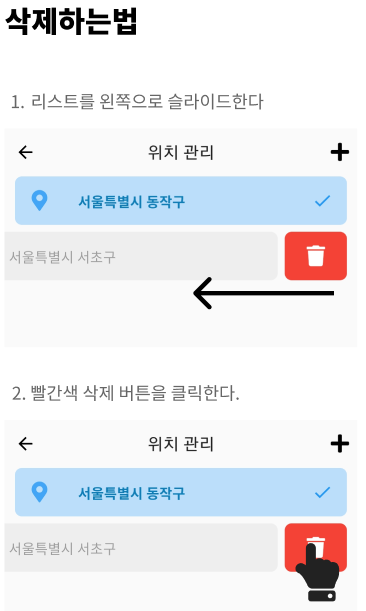 삭제하는법
1. 리스트를 왼쪽으로 슬라이드한다
위치 관리
서울특별시 동작구
서울특별시 서초구
2. 빨간색 삭제 버튼을 클릭한다.
위치 관리
서울특별시 동작구
서울특별시 서초구